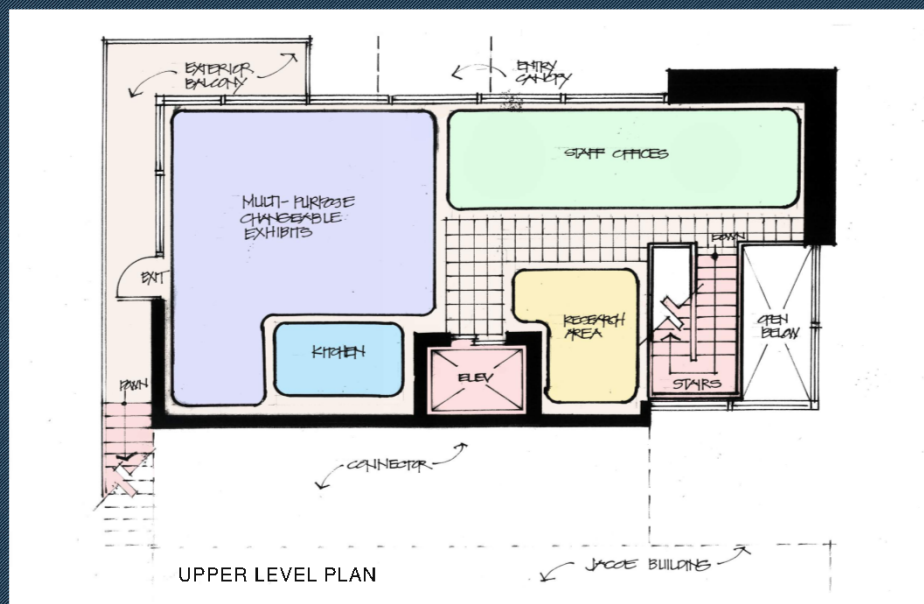 EXTERIOR
BALCONY
ENTRY
CANOPY
STAFF OFFICES
MULTI-PURPOSE
CHANGEABLE
EXHIBITS
DOWN
EXIT
RESEARCH
AREA
OPEN
BELOW
KITCHEN
ELEV
STAIRS
DOWN
CONNECTOR
JACOE BUILDING
UPPER LEVEL PLAN